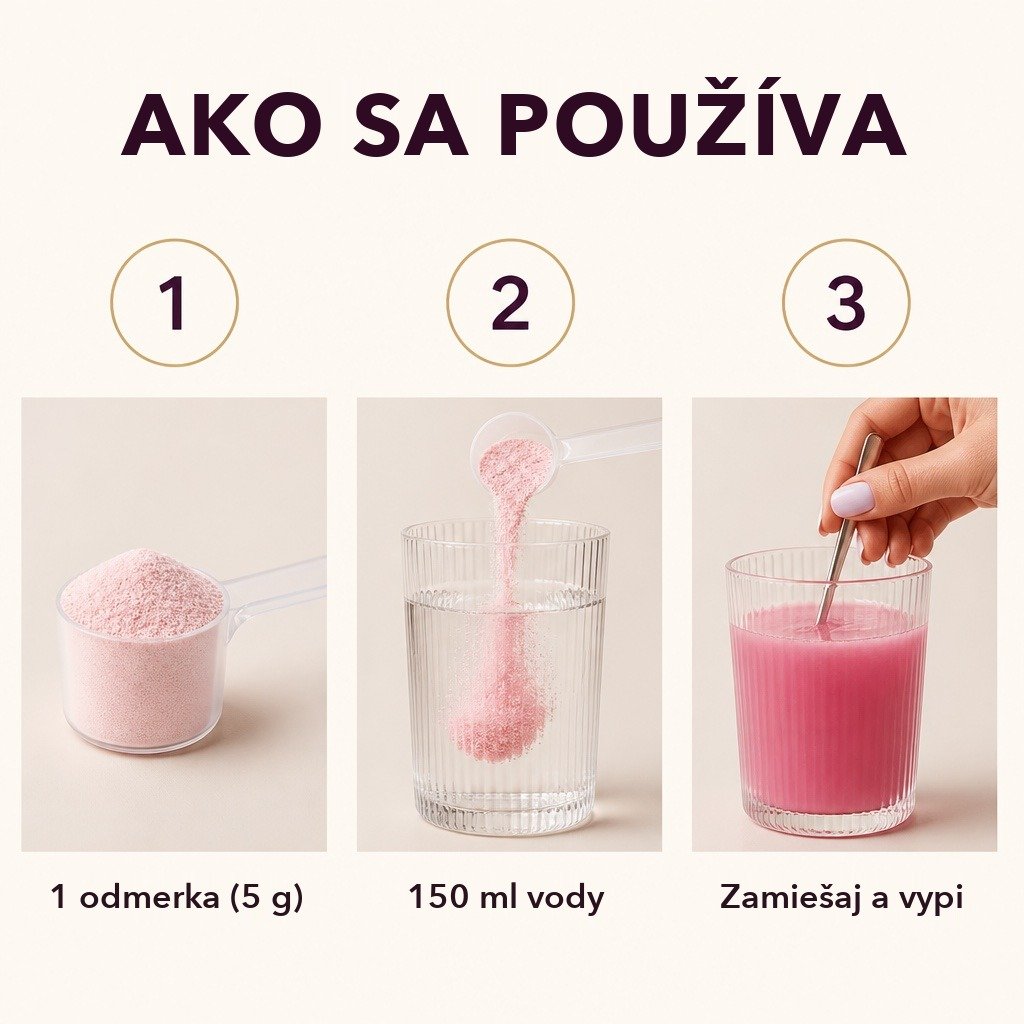 AKO SA POUŽÍVA
1
2
3
1 odmerka (5 g)
150 ml vody
Zamiešaj a vypi